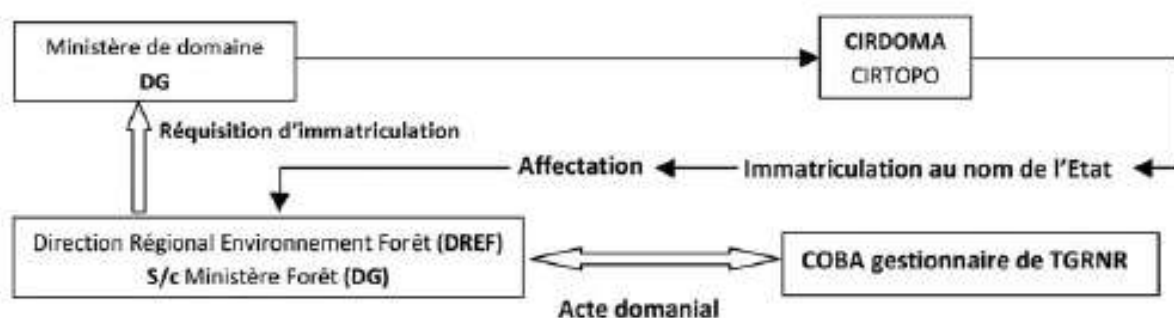 Ministère de domaine
DG
CIRDOMA
CIRTOPO
Réquisition d'immatriculation
Affectation
Immatriculation au nom de l'Etat
Direction Régional Environnement Forêt (DREF)
S/c Ministère Forêt (DG)
COBA gestionnaire de TGRNR
Acte domanial